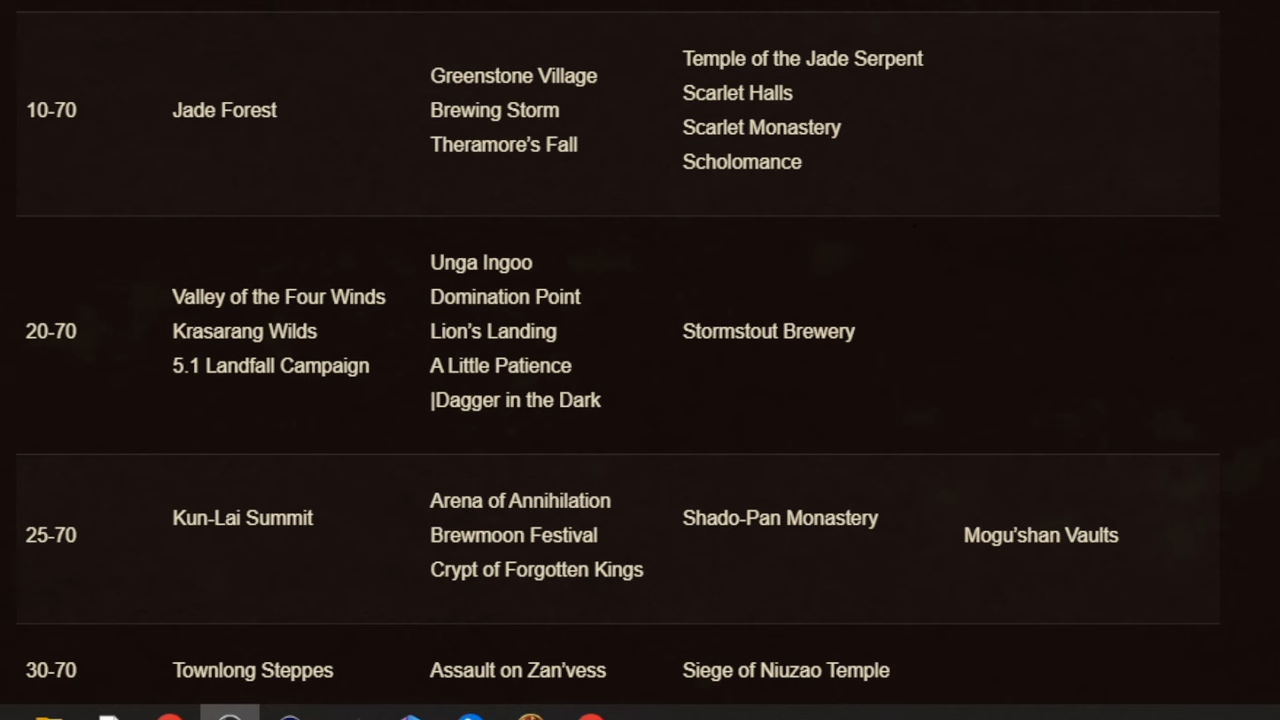 10-70
Jade Forest
Greenstone Village
Brewing Storm
Theramore's Fall
Temple of the Jade Serpent
Scarlet Halls
Scarlet Monastery
Scholomance
20-70
Valley of the Four Winds
Krasarang Wilds
5.1 Landfall Campaign
Unga Ingoo
Domination Point
Lion's Landing
A Little Patience
|Dagger in the Dark
Stormstout Brewery
25-70
Kun-Lai Summit
Arena of Annihilation
Brewmoon Festival
Crypt of Forgotten Kings
Shado-Pan Monastery
Mogu'shan Vaults
30-70
Townlong Steppes
Assault on Zan'vess
Siege of Niuzao Temple